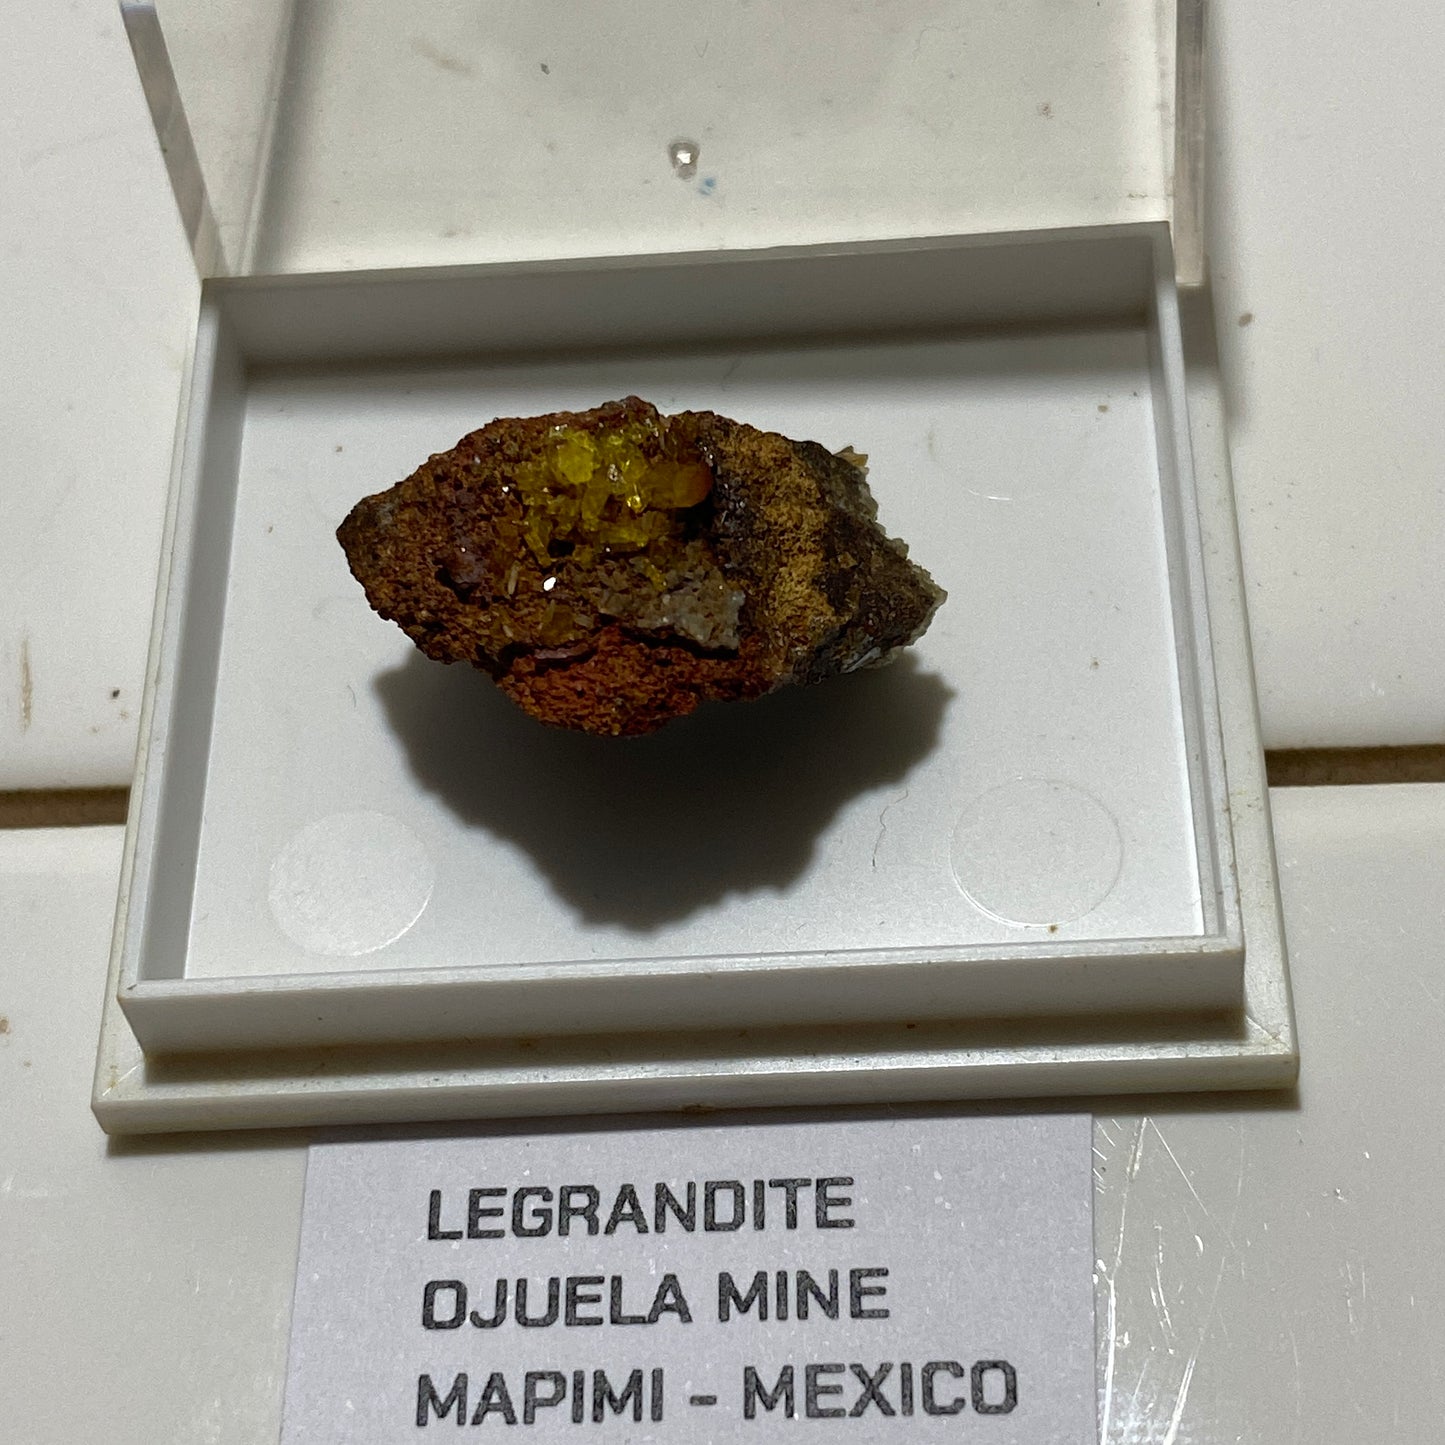 LEGRANDITE
OJUELA MINE
MAPIMI - MEXICO